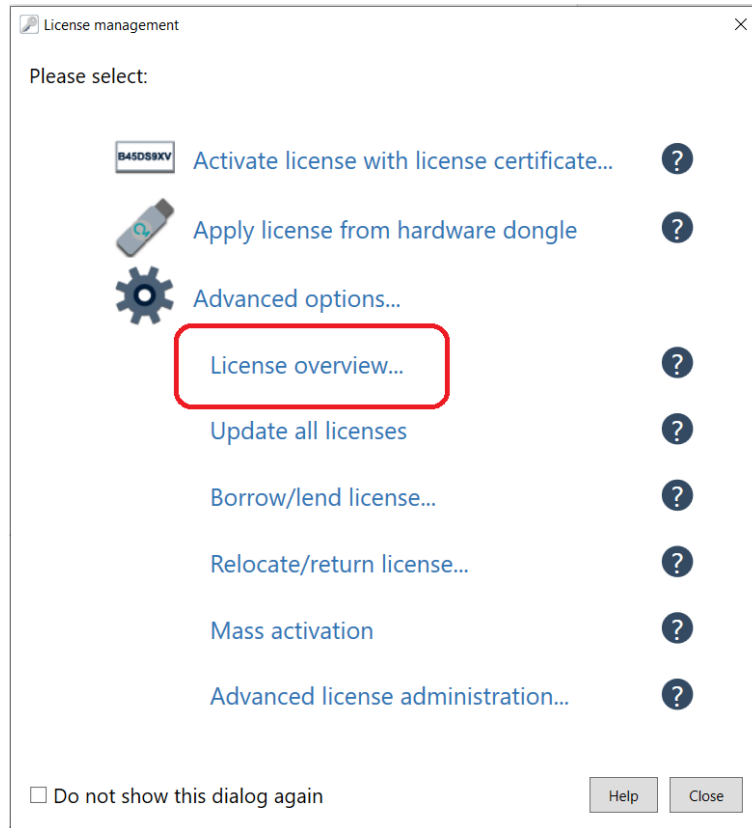 License management
Please select:
B45DS9XV
Activate license with license certificate...
?
Apply license from hardware dongle
?
Advanced options...
License overview...
?
Update all licenses
?
Borrow/lend license...
?
Relocate/return license...
?
Mass activation
?
Advanced license administration...
?
Do not show this dialog again
Help
Close